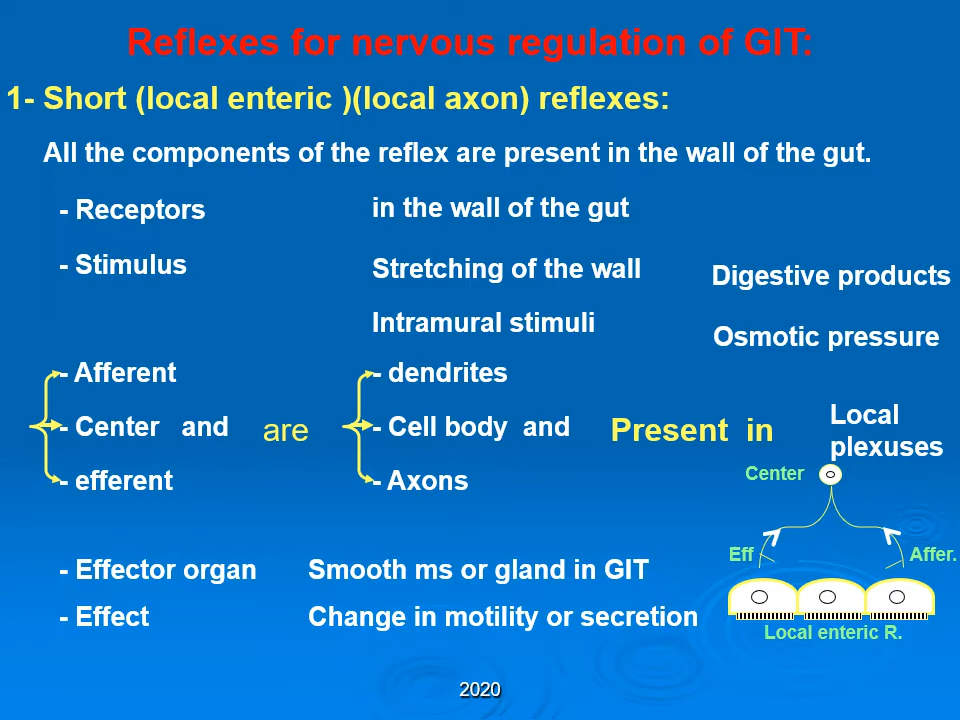 Reflexes for nervous regulation of GIT:
1- Short (local enteric )(local axon) reflexes:
All the components of the reflex are present in the wall of the gut.
- Receptors in the wall of the gut
- Stimulus Stretching of the wall Digestive products
Intramural stimuli Osmotic pressure
- Afferent - dendrites
- Center and are - Cell body and Present in Local
plexuses
- efferent - Axons
Center
Eff Affer.
- Effector organ Smooth ms or gland in GIT
- Effect Change in motility or secretion
Local enteric R.
2020